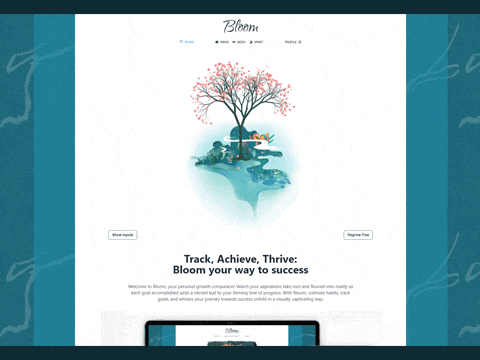 Bloom
HOME MIND BODY SPIRIT PROFILE
Show Inputs
Regrow Tree
Track, Achieve, Thrive:
Bloom your way to success
Welcome to Bloom, your personal growth companion! Watch your aspirations take root and flourish into reality as
each goal accomplished adds a vibrant leaf to your thriving tree of progress. With Bloom, cultivate habits, track
goals, and witness your journey towards success unfold in a visually captivating way.
Bloom